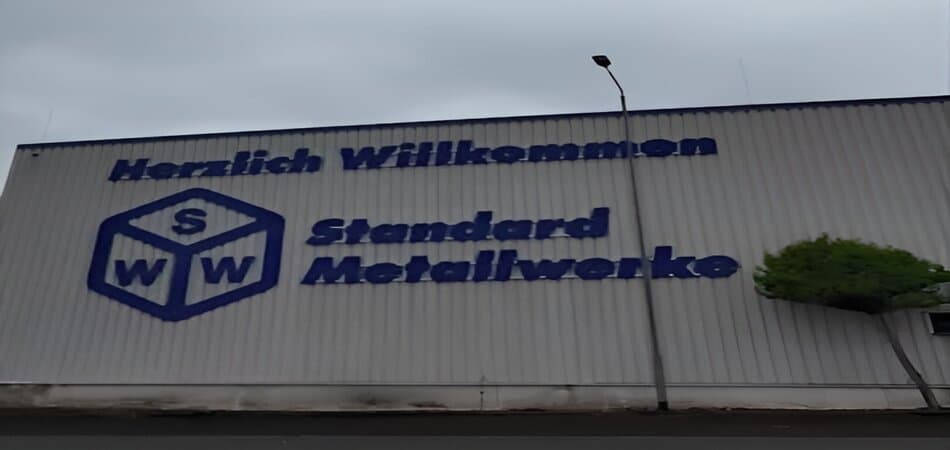 Herzlich Willkommen
S
W W
Standard
Metallwerke